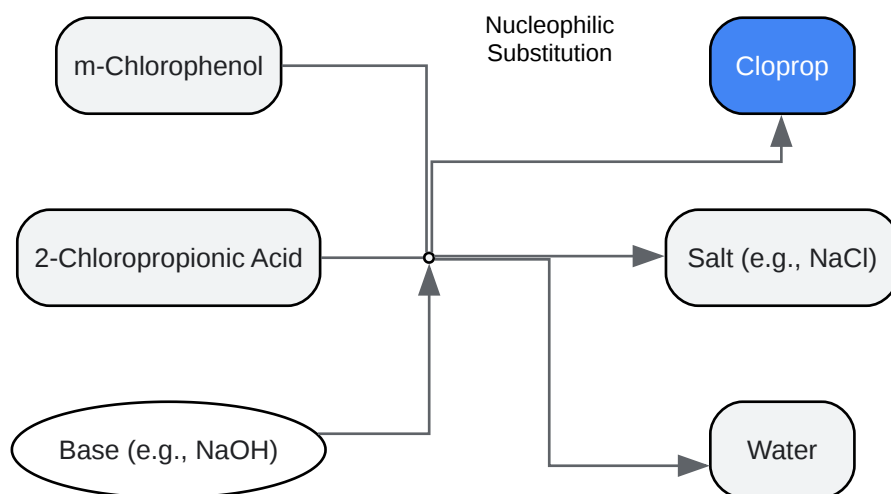 Nucleophilic
Substitution
m-Chlorophenol
Cloprop
2-Chloropropionic Acid
Salt (e.g., NaCl)
Base (e.g., NaOH)
Water